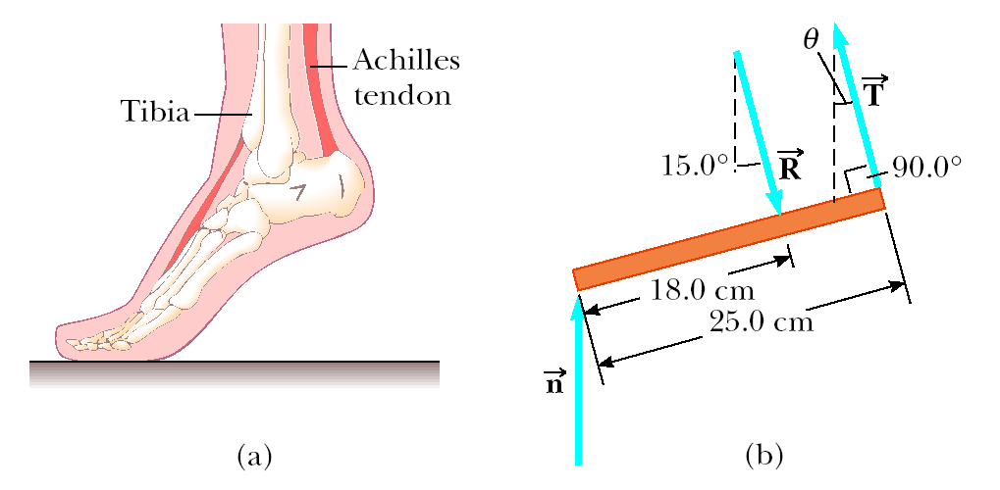 Achilles
tendon
Tibia
(a)
θ
T
15.0°
R
90.0°
18.0 cm
25.0 cm
n
(b)